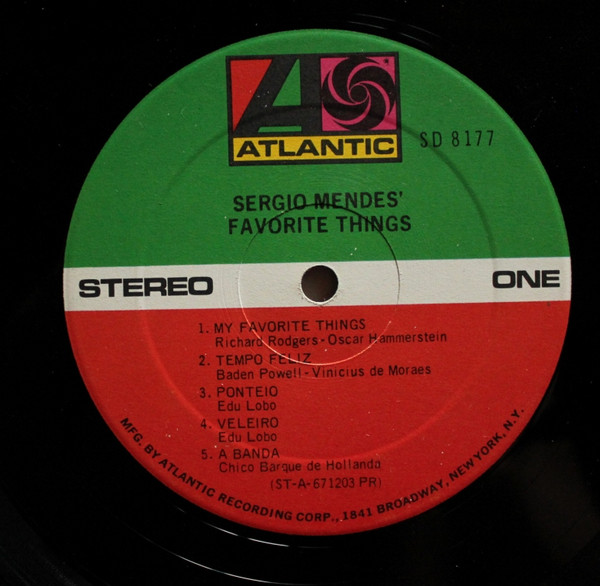 ATLANTIC
SD 8177
SERGIO MENDES'
FAVORITE THINGS
STEREO
ONE
1. MY FAVORITE THINGS
Richard Rodgers - Oscar Hammerstein
2. TEMPO FELIZ
Baden Powell - Vinicius de Moraes
3. PONTEIO
Edu Lobo
4. VELEIRO
Edu Lobo
5. A BANDA
Chico Barque de Hollanda
(ST-A-671203 PR)
MFG. BY ATLANTIC RECORDING CORP., 1841 BROADWAY, NEW YORK, N.Y.